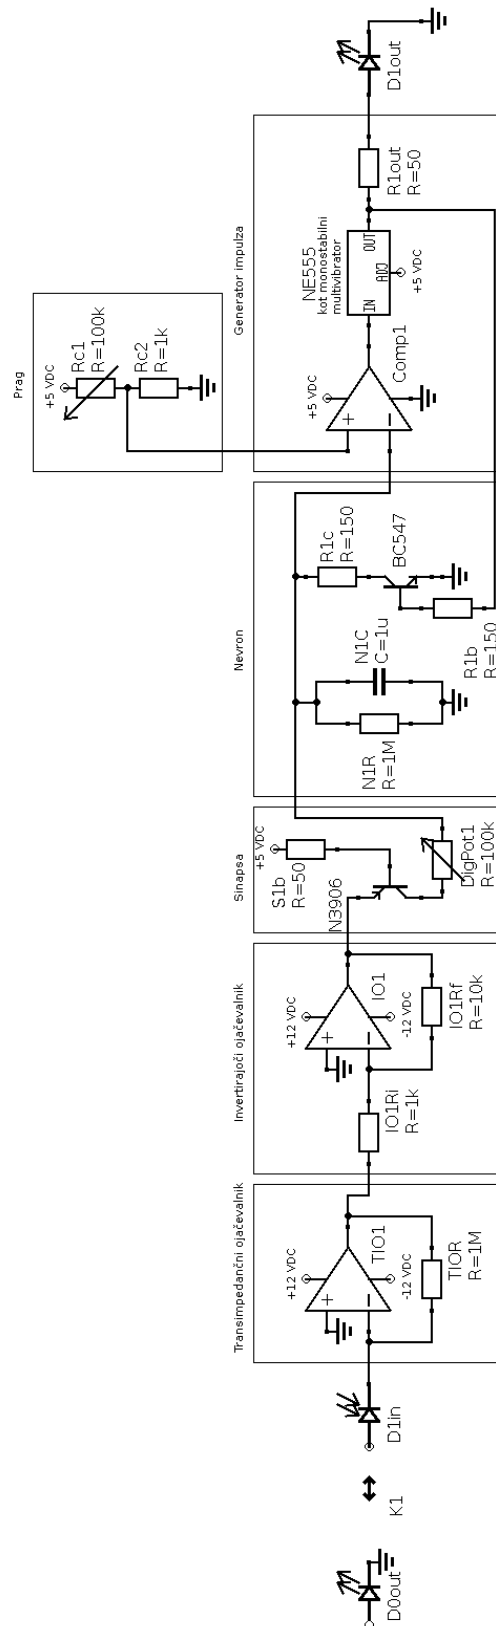 D1out
Generator impulza
R1out
R=50
NE555
kot monostabilni
multivibrator
IN
OUT
ADJ
+5 VDC
Comp1
+5 VDC
+
−
Prag
Rc1
R=100k
+5 VDC
Rc2
R=1k
Nevron
R1c
R=150
BC547
N1C
C=1u
N1R
R=1M
R1b
R=150
Sinapsa
+5 VDC
S1b
R=50
N3906
DigPot1
R=100k
Invertirajoči ojačevalnik
+12 VDC
+
−
IO1
-12 VDC
IO1Ri
R=1k
IO1Rf
R=10k
Transimpedančni ojačevalnik
+12 VDC
+
−
TIO1
-12 VDC
TIOR
R=1M
D1in
K1
D0out